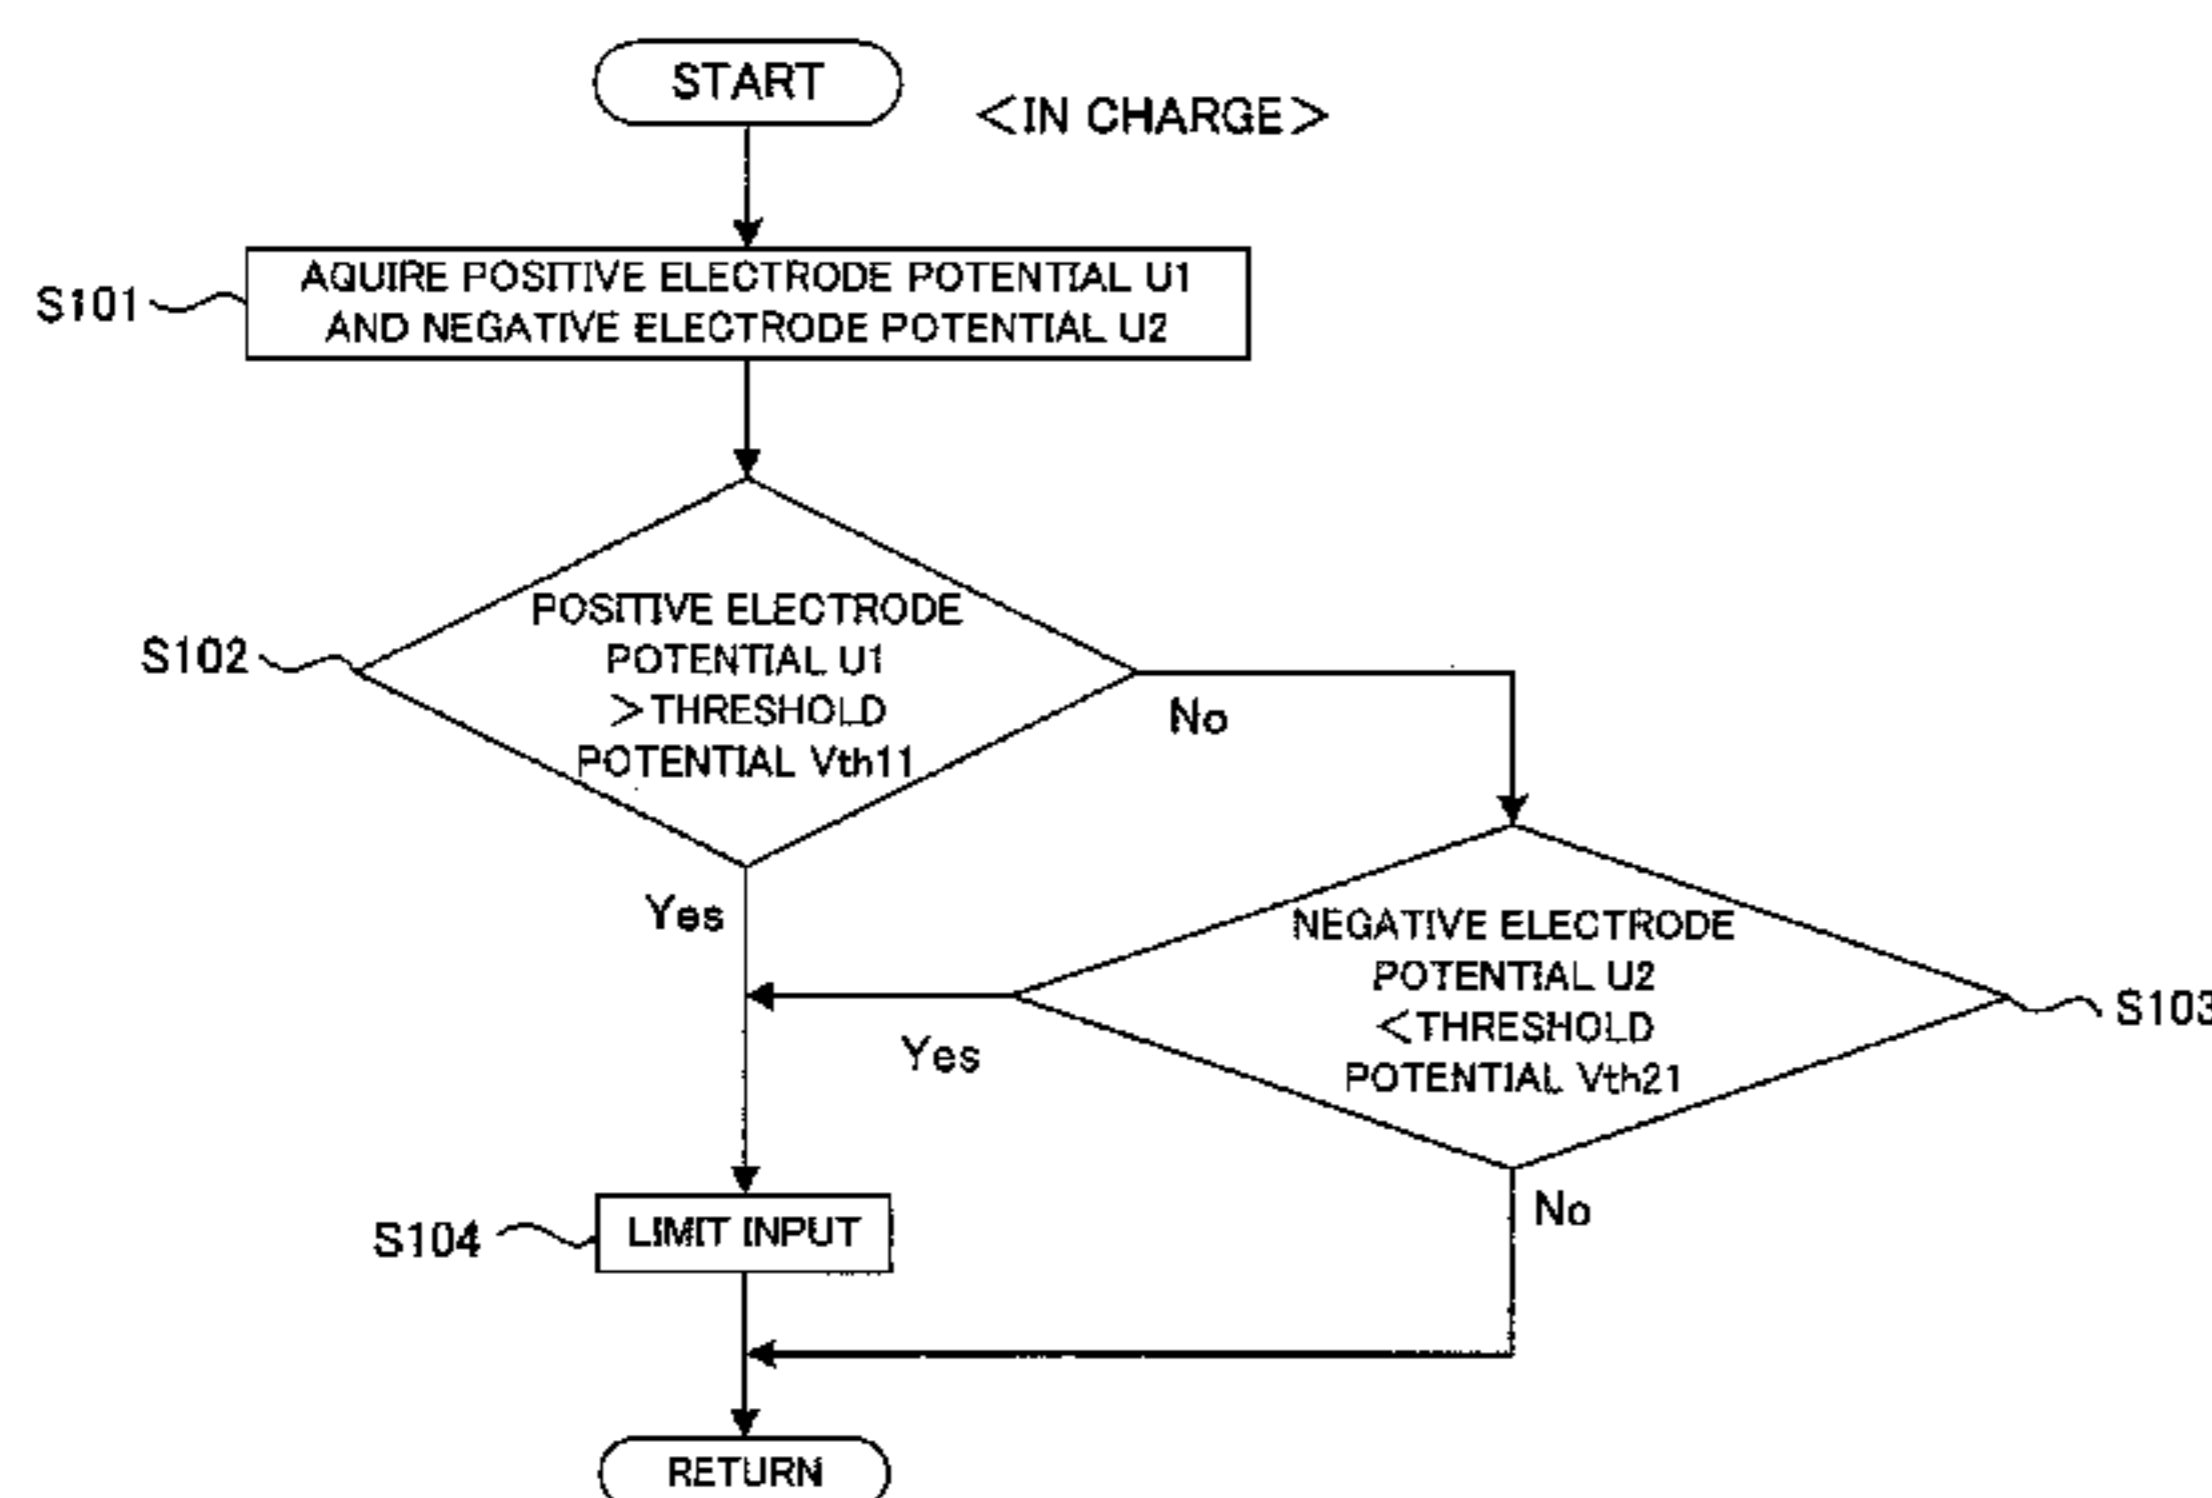 START
<IN CHARGE>
S101
AQUIRE POSITIVE ELECTRODE POTENTIAL U1
AND NEGATIVE ELECTRODE POTENTIAL U2
S102
POSITIVE ELECTRODE
POTENTIAL U1
>THRESHOLD
POTENTIAL Vth11
No
Yes
NEGATIVE ELECTRODE
POTENTIAL U2
<THRESHOLD
POTENTIAL Vth21
S103
Yes
No
S104
LIMIT INPUT
RETURN